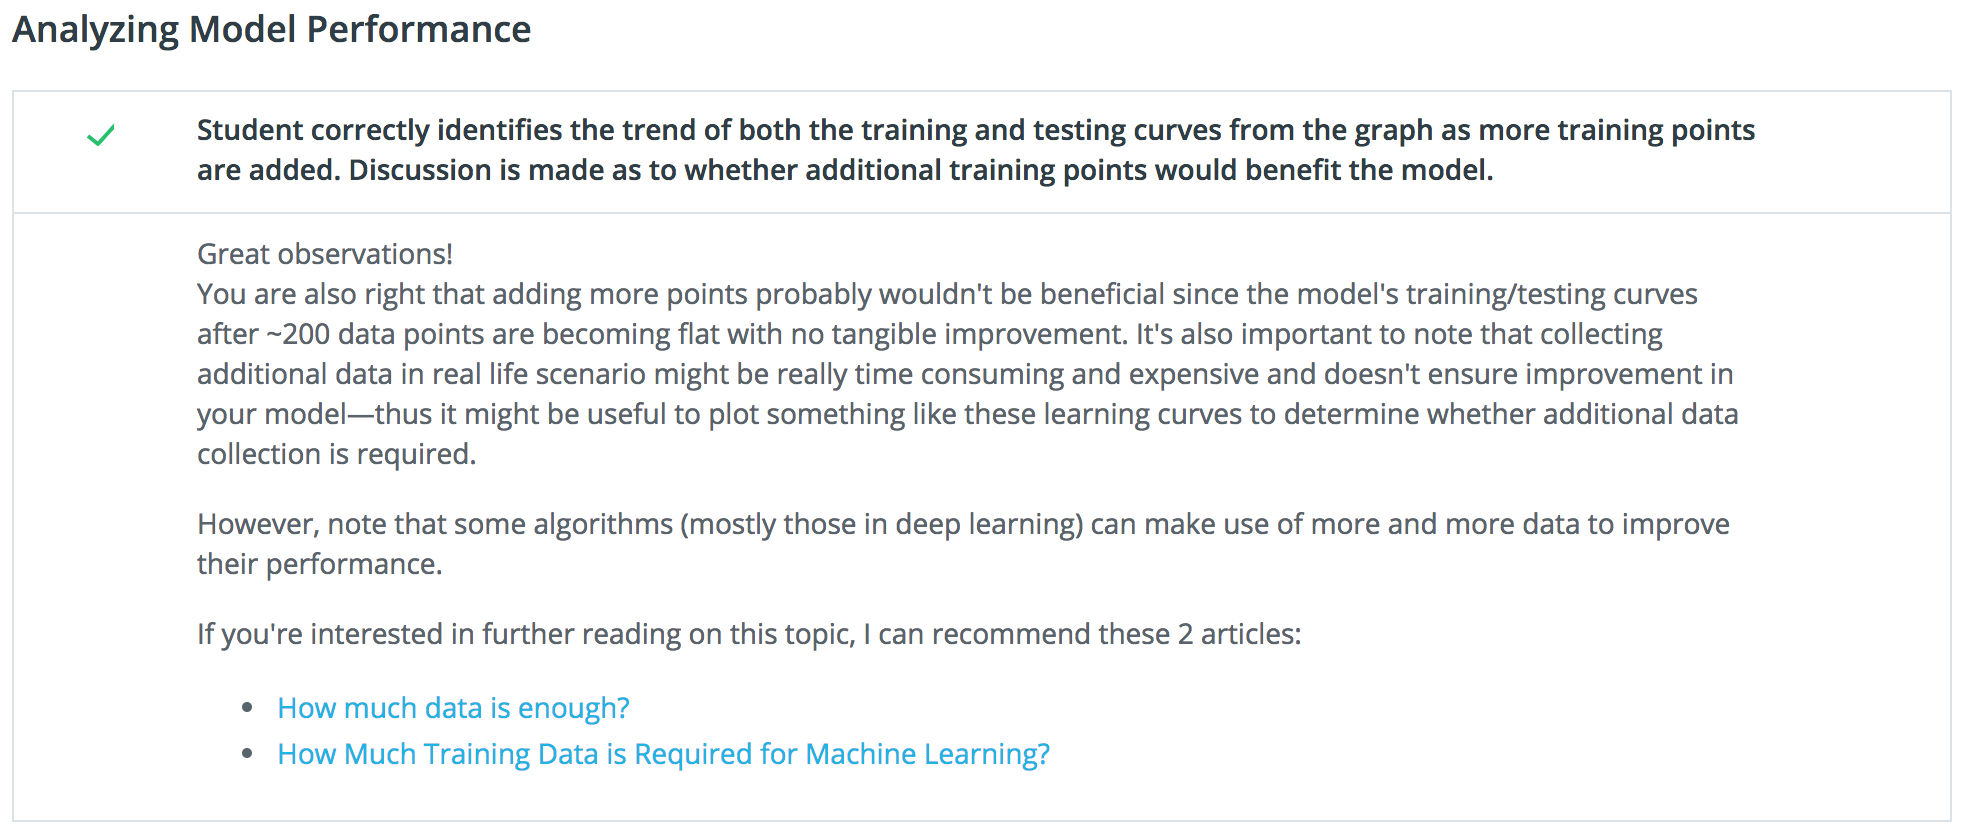 Analyzing Model Performance
Student correctly identifies the trend of both the training and testing curves from the graph as more training points
are added. Discussion is made as to whether additional training points would benefit the model.
Great observations!
You are also right that adding more points probably wouldn't be beneficial since the model's training/testing curves
after ~200 data points are becoming flat with no tangible improvement. It's also important to note that collecting
additional data in real life scenario might be really time consuming and expensive and doesn't ensure improvement in
your model—thus it might be useful to plot something like these learning curves to determine whether additional data
collection is required.
However, note that some algorithms (mostly those in deep learning) can make use of more and more data to improve
their performance.
If you're interested in further reading on this topic, I can recommend these 2 articles:
• How much data is enough?
• How Much Training Data is Required for Machine Learning?